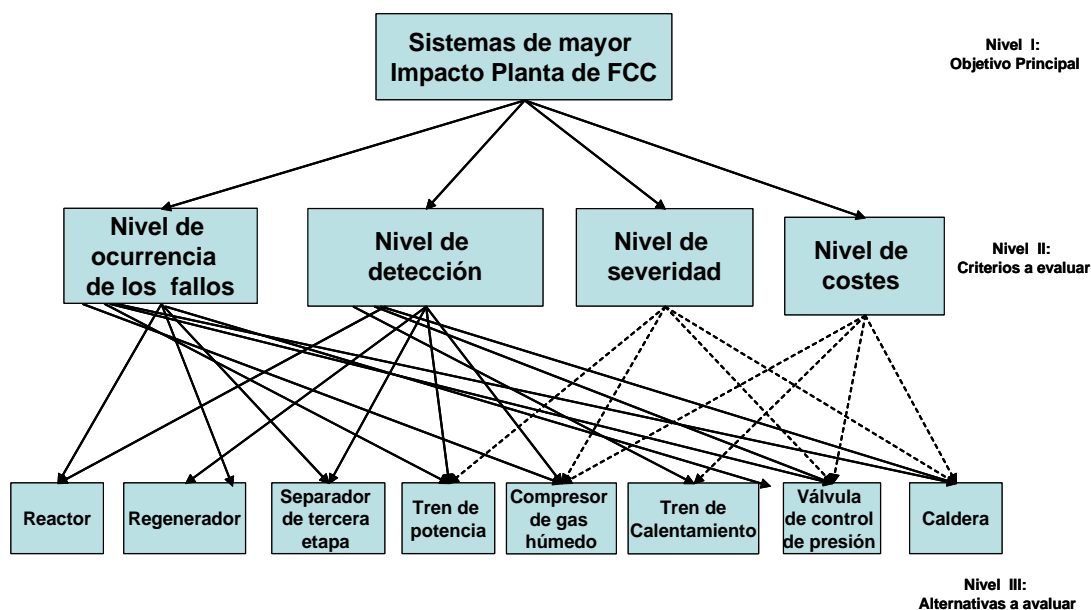 Sistemas de mayor
Impacto Planta de FCC
Nivel I:
Objetivo Principal
Nivel de
ocurrencia
de los fallos
Nivel de
detección
Nivel de
severidad
Nivel de
costes
Nivel II:
Criterios a evaluar
Reactor
Regenerador
Separador
de tercera
etapa
Tren de
potencia
Compresor
de gas
húmedo
Tren de
Calentamiento
Válvula
de control
de presión
Caldera
Nivel III:
Alternativas a avaluar